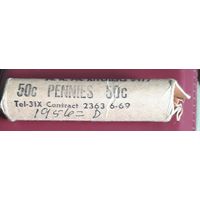 50c PENNIES 50c
Tel-31X Contract 2363 6-69
1956-D